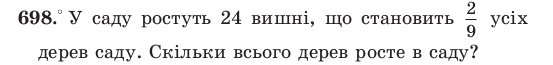 698.° У саду ростуть 24 вишні, що становить 2/9 усіх
дерев саду. Скільки всього дерев росте в саду?